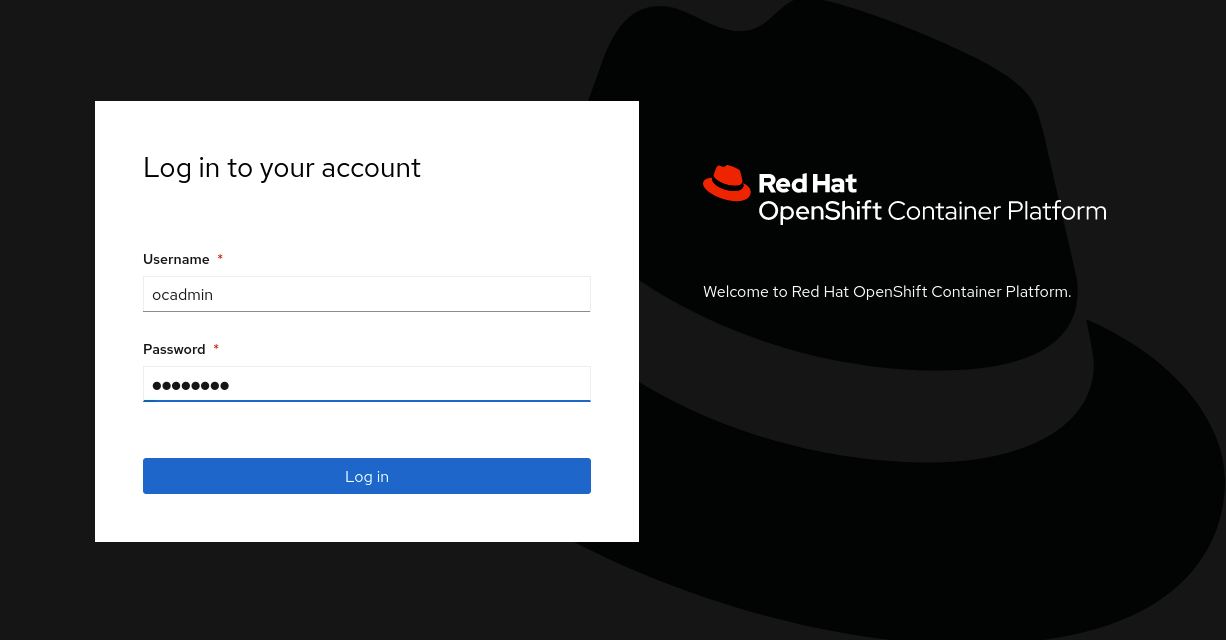 Log in to your account
Username *
ocadmin
Password *
●●●●●●●●
Log in
Red Hat
OpenShift Container Platform
Welcome to Red Hat OpenShift Container Platform.